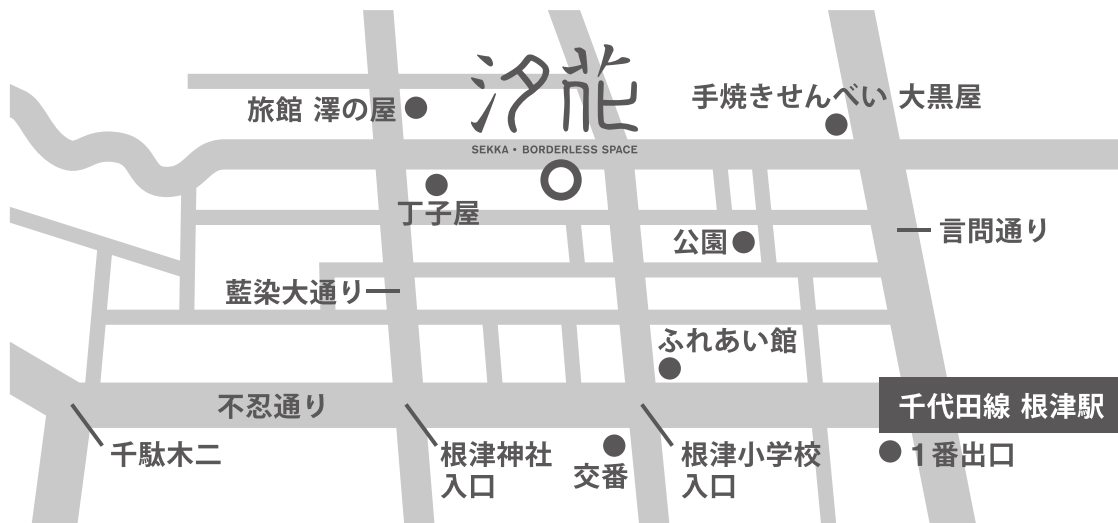 汐花
SEKKA • BORDERLESS SPACE
旅館 澤の屋
手焼きせんべい 大黒屋
丁子屋
公園
言問通り
藍染大通り
ふれあい館
不忍通り
千代田線 根津駅
千駄木二
根津神社
入口
交番
根津小学校
入口
1番出口